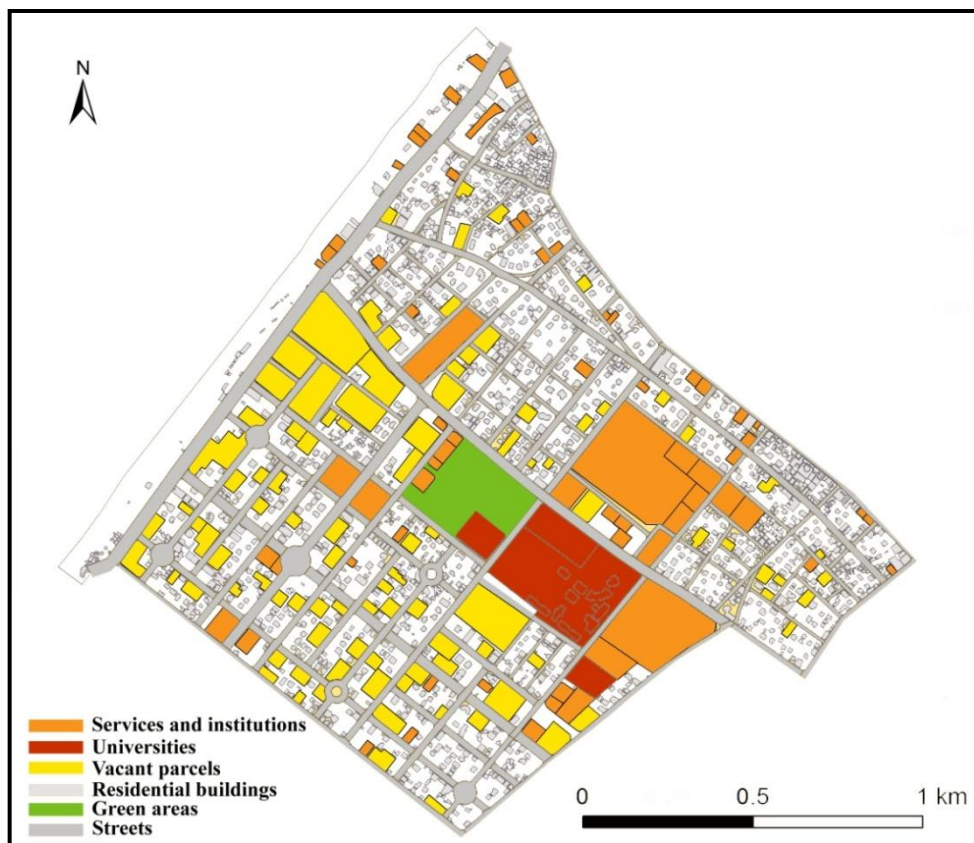 N
Services and institutions
Universities
Vacant parcels
Residential buildings
Green areas
Streets
0 0.5 1 km